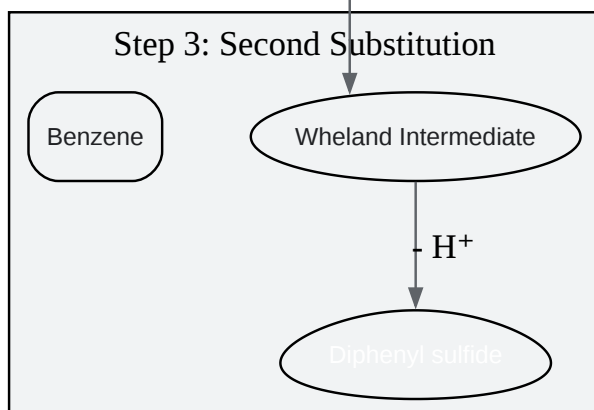 Step 3: Second Substitution
Benzene
Wheland Intermediate
- H⁺
Diphenyl sulfide